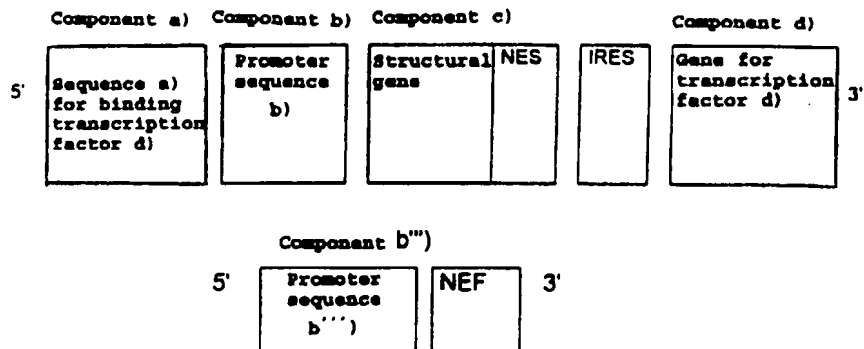 Component a) Component b) Component c) Component d)
5'
Sequence a)
for binding
transcription
factor d)
Promoter
sequence
b)
Structural
gene
NES
IRES
Gene for
transcription
factor d)
3'
Component b''')
5'
Promoter
sequence
b''')
NEF
3'